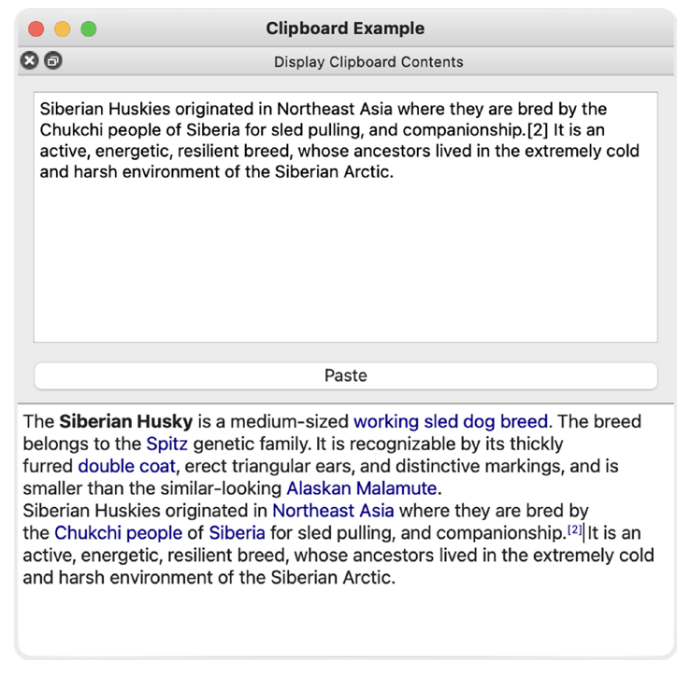 Clipboard Example
Display Clipboard Contents
Siberian Huskies originated in Northeast Asia where they are bred by the
Chukchi people of Siberia for sled pulling, and companionship.[2] It is an
active, energetic, resilient breed, whose ancestors lived in the extremely cold
and harsh environment of the Siberian Arctic.
Paste
The Siberian Husky is a medium-sized working sled dog breed. The breed
belongs to the Spitz genetic family. It is recognizable by its thickly
furred double coat, erect triangular ears, and distinctive markings, and is
smaller than the similar-looking Alaskan Malamute.
Siberian Huskies originated in Northeast Asia where they are bred by
the Chukchi people of Siberia for sled pulling, and companionship.[2] It is an
active, energetic, resilient breed, whose ancestors lived in the extremely cold
and harsh environment of the Siberian Arctic.